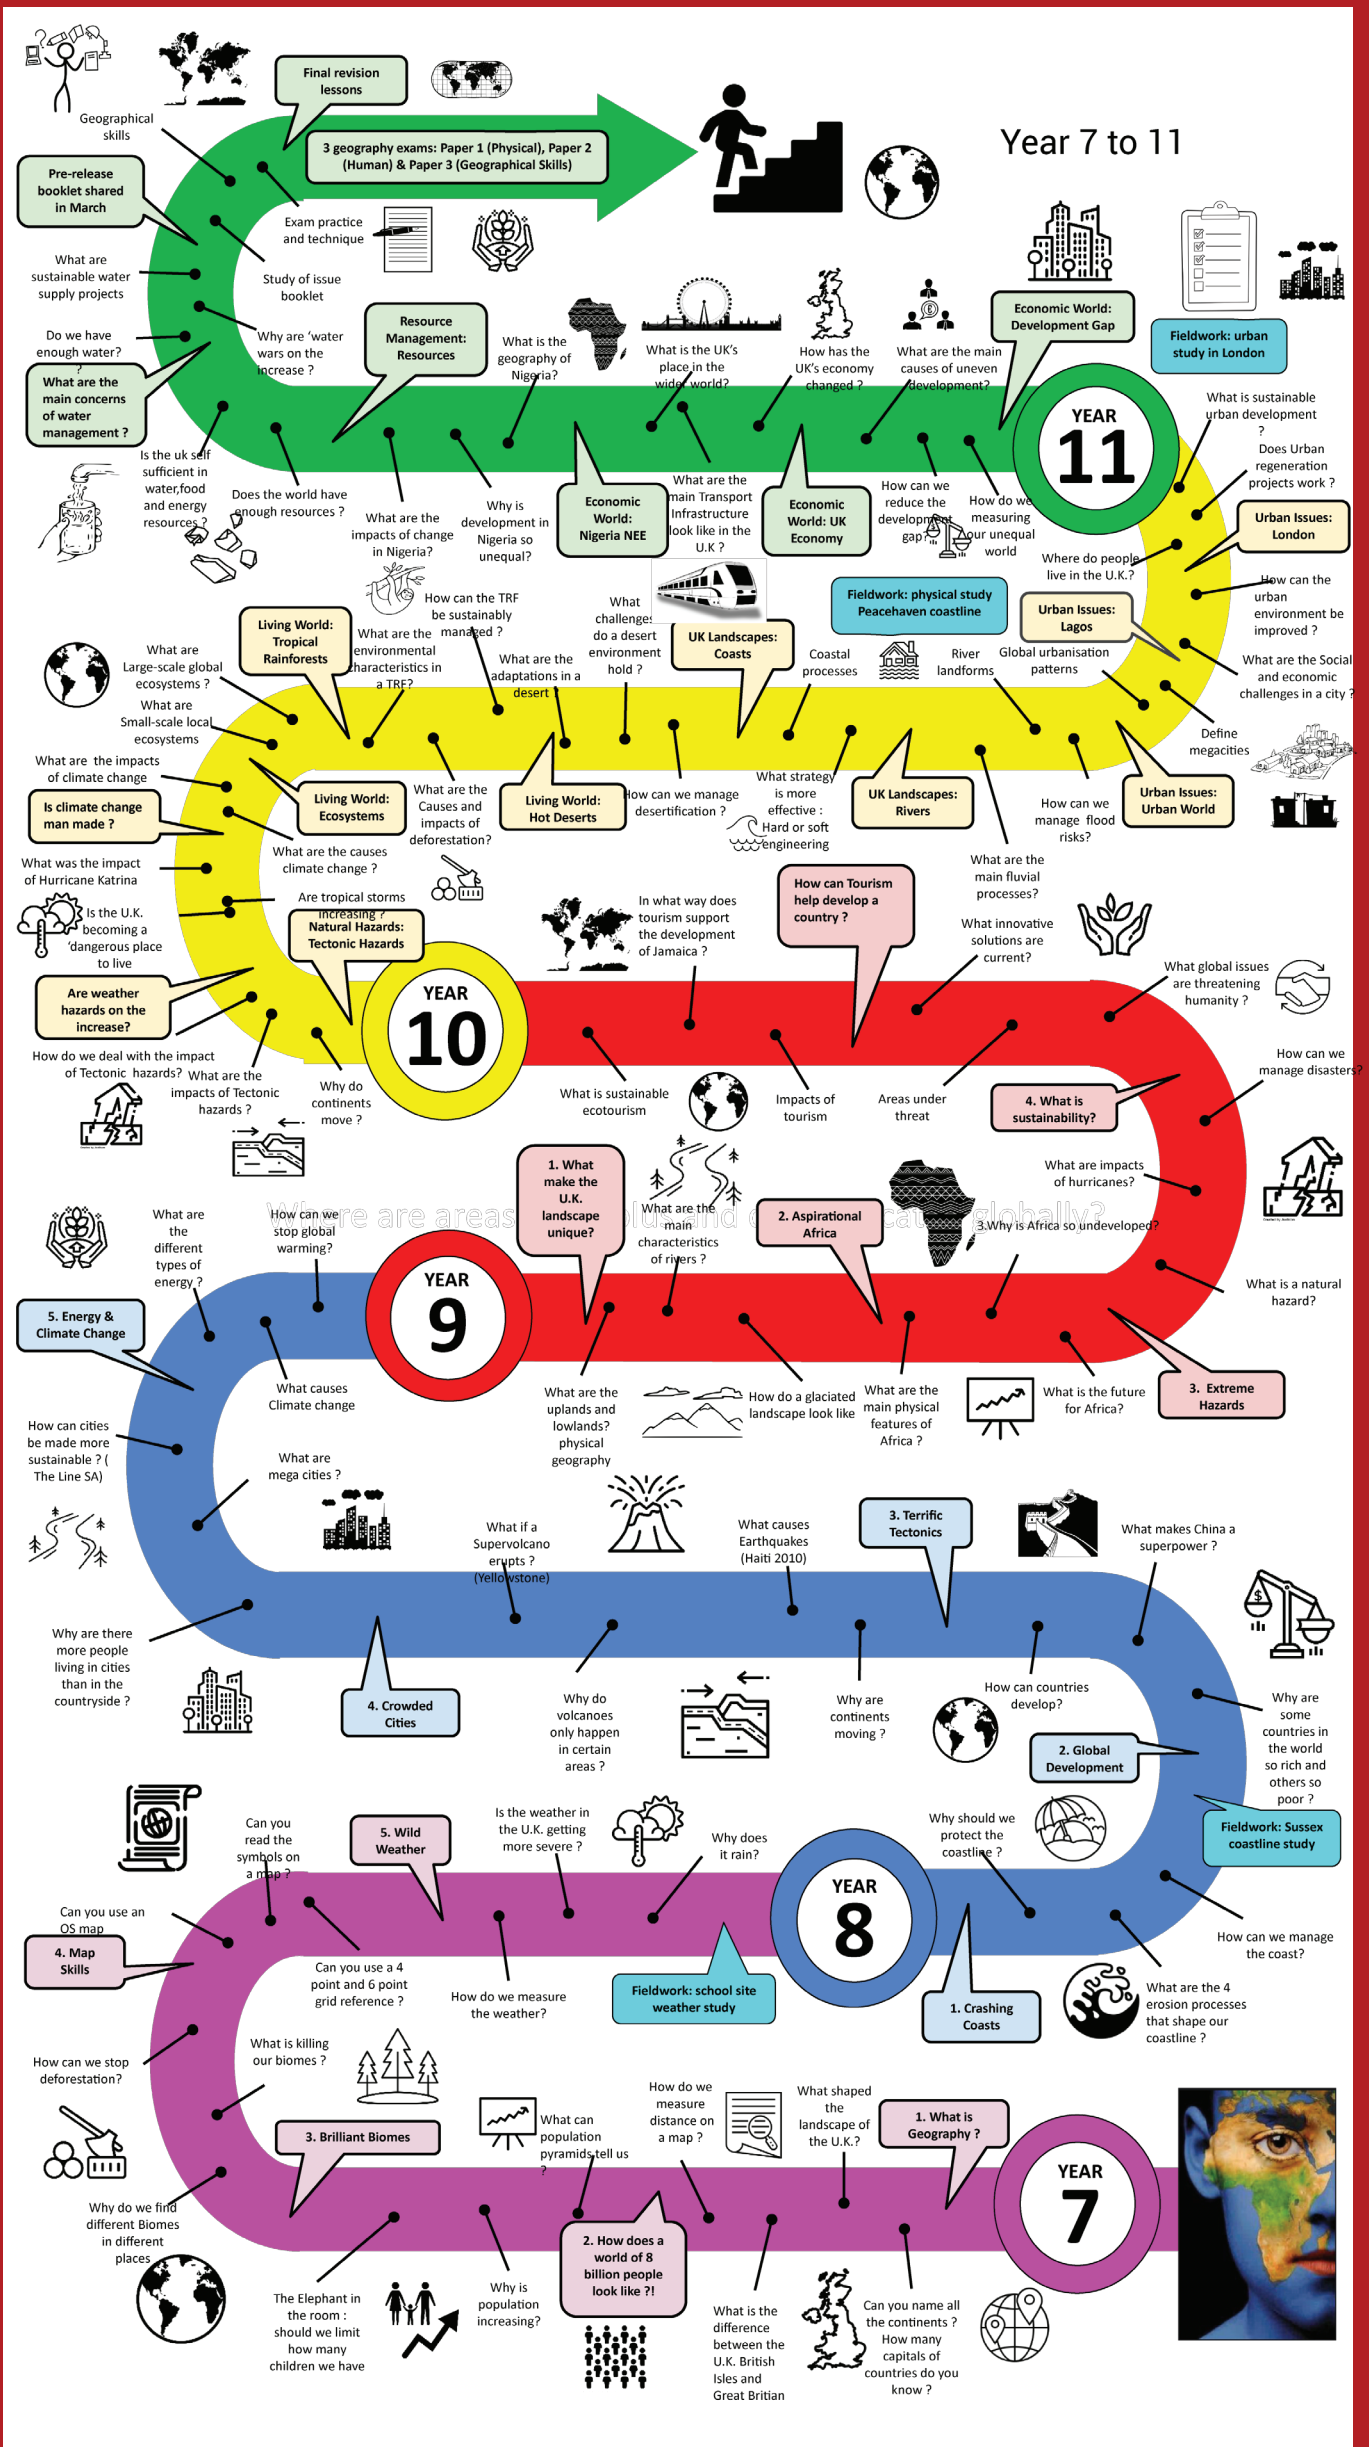 Final revision
lessons
Geographical
skills
3 geography exams: Paper 1 (Physical), Paper 2
(Human) & Paper 3 (Geographical Skills)
Year 7 to 11
Pre-release
booklet shared
in March
Exam practice
and technique
Study of issue
booklet
What are
sustainable water
supply projects
Why are ‘water
wars on the
increase ?
Do we have
enough water?
?
What are the
main concerns
of water
management ?
Resource
Management:
Resources
What is the
geography of
Nigeria?
What is the UK’s
place in the
wider world?
How has the
UK’s economy
changed ?
What are the main
causes of uneven
development?
Economic World:
Development Gap
Fieldwork: urban
study in London
YEAR
11
What is sustainable
urban development
?
Does Urban
regeneration
projects work ?
Is the uk self
sufficient in
water,food
and energy
resources ?
Does the world have
enough resources ?
What are the
impacts of change
in Nigeria?
Why is
development in
Nigeria so
unequal?
Economic
World:
Nigeria NEE
What are the
main Transport
Infrastructure
look like in the
U.K ?
Economic
World: UK
Economy
How can we
reduce the
development
gap?
How do we
measuring
our unequal
world
Urban Issues:
London
Where do people
live in the U.K.?
How can the
urban
environment be
improved ?
Fieldwork: physical study
Peacehaven coastline
Urban Issues:
Lagos
Living World:
Tropical
Rainforests
How can the TRF
be sustainably
managed ?
What are the
environmental
characteristics in
a TRF?
What
challenges
do a desert
environment
hold ?
UK Landscapes:
Coasts
What are the
adaptations in a
desert ?
Coastal
processes
River
landforms
Global urbanisation
patterns
What are the Social
and economic
challenges in a city ?
What are
Large-scale global
ecosystems ?
What are
Small-scale local
ecosystems
Define
megacities
What are  the impacts
of climate change
Is climate change
man made ?
Living World:
Ecosystems
What are the
Causes and
impacts of
deforestation?
Living World:
Hot Deserts
How can we manage
desertification ?
What strategy
is more
effective :
Hard or soft
engineering
UK Landscapes:
Rivers
How can we
manage  flood
risks?
Urban Issues:
Urban World
What are the causes
climate change ?
What was the impact
of Hurricane Katrina
What are the
main fluvial
processes?
Are tropical storms
increasing ?
Is the U.K.
becoming a
‘dangerous place
to live
Natural Hazards:
Tectonic Hazards
In what way does
tourism support
the development
of Jamaica ?
How can Tourism
help develop a
country ?
What innovative
solutions are
current?
What global issues
are threatening
humanity ?
Are weather
hazards on the
increase?
YEAR
10
How do we deal with the impact
of Tectonic  hazards?
What are the
impacts of Tectonic
hazards ?
Why do
continents
move ?
What is sustainable
ecotourism
Impacts of
tourism
Areas under
threat
4. What is
sustainability?
How can we
manage disasters?
1. What
make the
U.K.
landscape
unique?
What are the
main
characteristics
of rivers ?
2. Aspirational
Africa
3.Why is Africa so undeveloped?
What are impacts
of hurricanes?
What is a natural
hazard?
What are
the
different
types of
energy ?
How can we
stop global
warming?
5. Energy &
Climate Change
YEAR
9
What causes
Climate change
What are the
uplands and
lowlands?
physical
geography
How do a glaciated
landscape look like
What are the
main physical
features of
Africa ?
What is the future
for Africa?
3.  Extreme
Hazards
How can cities
be made more
sustainable ? (
The Line SA)
What are
mega cities ?
What if a
Supervolcano
erupts ?
(Yellowstone)
What causes
Earthquakes
(Haiti 2010)
3. Terrific
Tectonics
What makes China a
superpower ?
Why are there
more people
living in cities
than in the
countryside ?
4. Crowded
Cities
Why do
volcanoes
only happen
in certain
areas ?
Why are
continents
moving ?
How can countries
develop?
2. Global
Development
Why are
some
countries in
the world
so rich and
others so
poor ?
Fieldwork: Sussex
coastline study
Can you
read the
symbols on
a map ?
5. Wild
Weather
Is the weather in
the U.K. getting
more severe ?
Why does
it rain?
Why should we
protect the
coastline ?
YEAR
8
Can you use an
OS map
4. Map
Skills
Can you use a 4
point and 6 point
grid reference ?
How do we measure
the weather?
Fieldwork: school site
weather study
1. Crashing
Coasts
How can we manage
the coast?
What are the 4
erosion processes
that shape our
coastline ?
How can we stop
deforestation?
What is killing
our biomes ?
3. Brilliant Biomes
What can
population
pyramids tell us
?
How do we
measure
distance on
a map ?
What shaped
the
landscape of
the U.K.?
1. What is
Geography ?
YEAR
7
Why do we find
different Biomes
in different
places
The Elephant in
the room :
should we limit
how many
children we have
Why is
population
increasing?
2. How does a
world of 8
billion people
look like ?!
What is the
difference
between the
U.K. British
Isles and
Great Britian
Can you name all
the continents ?
How many
capitals of
countries do you
know ?